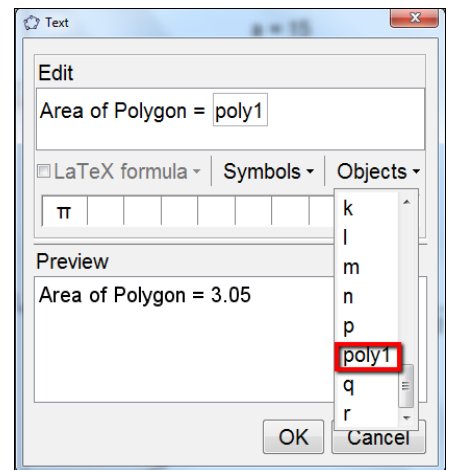 Text
a = 15
Edit
Area of Polygon = poly1
LaTeX formula Symbols Objects
π
k
l
m
n
p
poly1
q
r
Preview
Area of Polygon = 3.05
OK Cancel